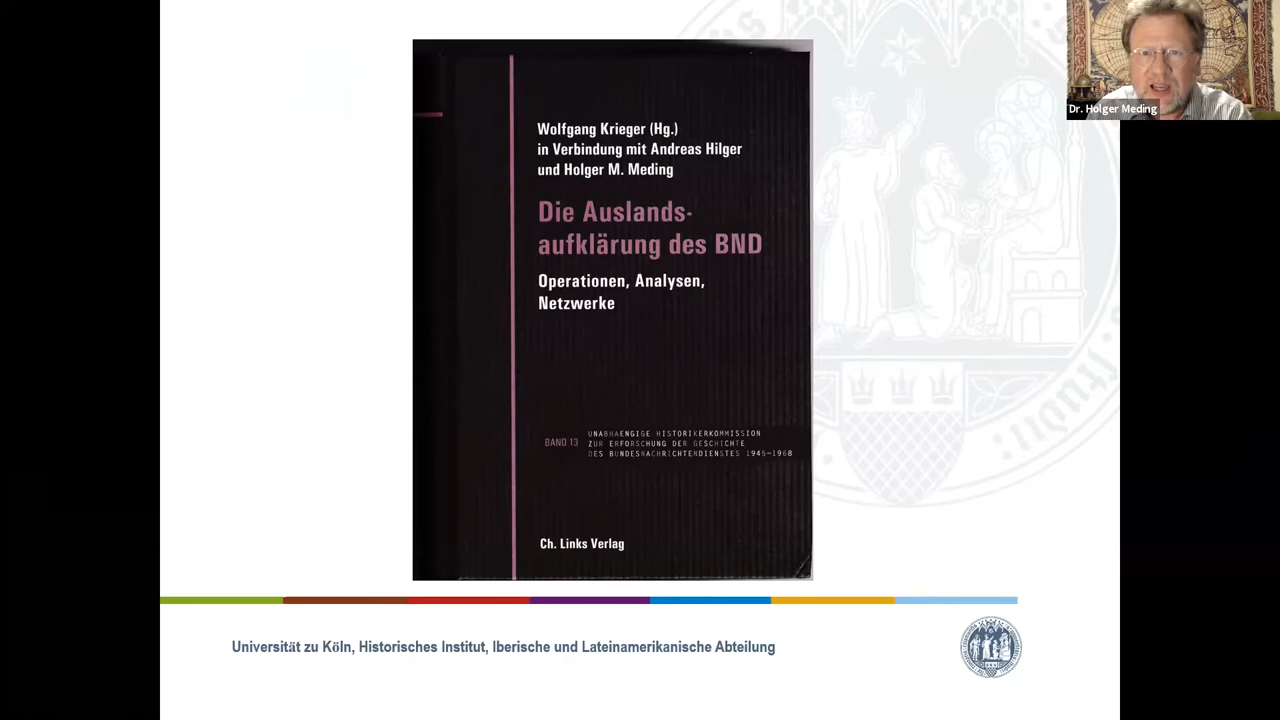 Wolfgang Krieger (Hg.)
in Verbindung mit Andreas Hilger
und Holger M. Meding
Die Auslands-
aufklärung des BND
Operationen, Analysen,
Netzwerke
BAND 13
UNABHAENGIGE HISTORIKERKOMMISSION
ZUR ERFORSCHUNG DER GESCHICHTE
DES BUNDESNACHRICHTENDIENSTES 1945–1968
Ch. Links Verlag
Universität zu Köln, Historisches Institut, Iberische und Lateinamerikanische Abteilung
Dr. Holger Meding